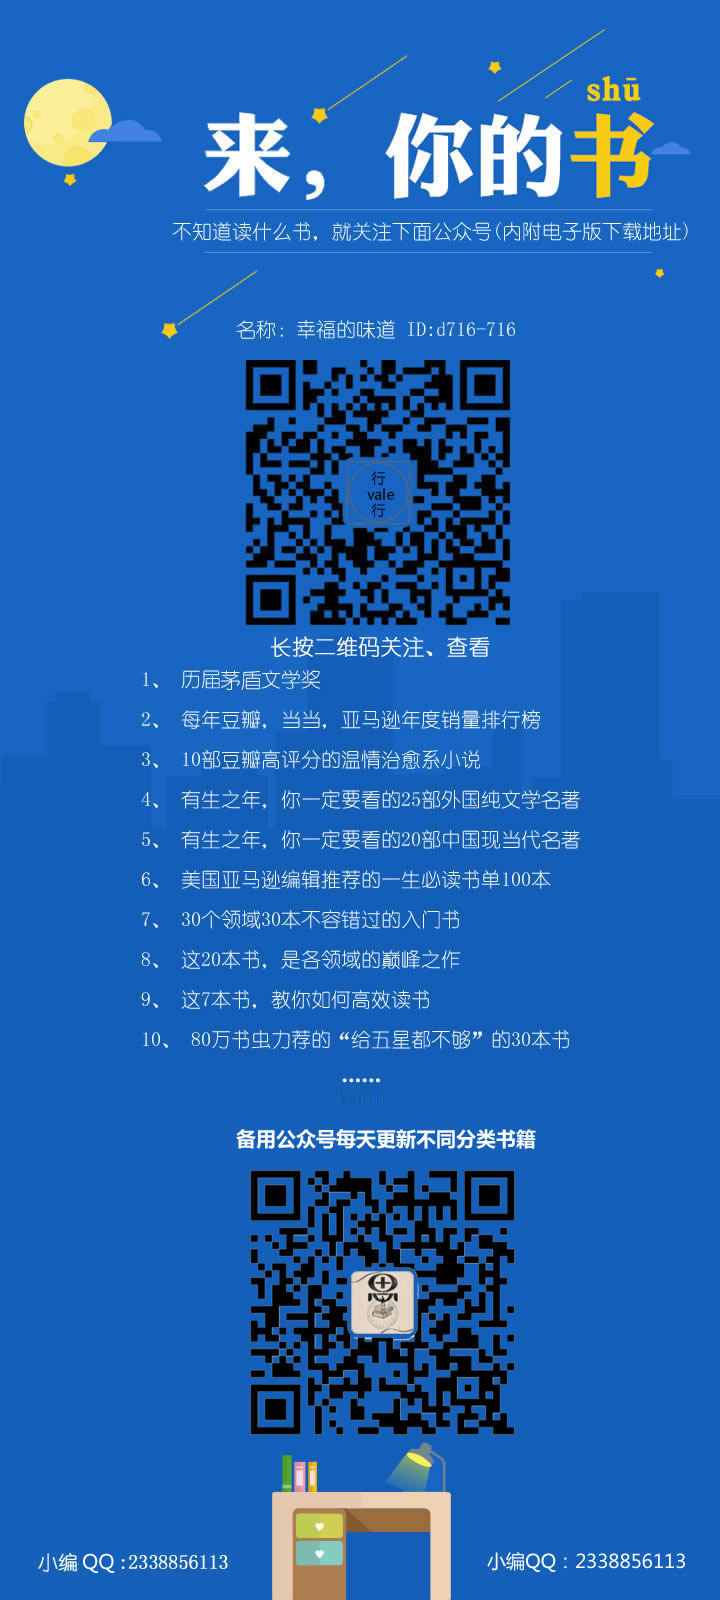 shū
来，你的书
不知道读什么书，就关注下面公众号(内附电子版下载地址)
名称：幸福的味道 ID:d716-716
行
vale
行
长按二维码关注、查看
1、 历届茅盾文学奖
2、 每年豆瓣，当当，亚马逊年度销量排行榜
3、 10部豆瓣高评分的温情治愈系小说
4、 有生之年，你一定要看的25部外国纯文学名著
5、 有生之年，你一定要看的20部中国现当代名著
6、 美国亚马逊编辑推荐的一生必读书单100本
7、 30个领域30本不容错过的入门书
8、 这20本书，是各领域的巅峰之作
9、 这7本书，教你如何高效读书
10、 80万书虫力荐的“给五星都不够”的30本书
······
备用公众号每天更新不同分类书籍
小编 QQ :2338856113
小编QQ：2338856113